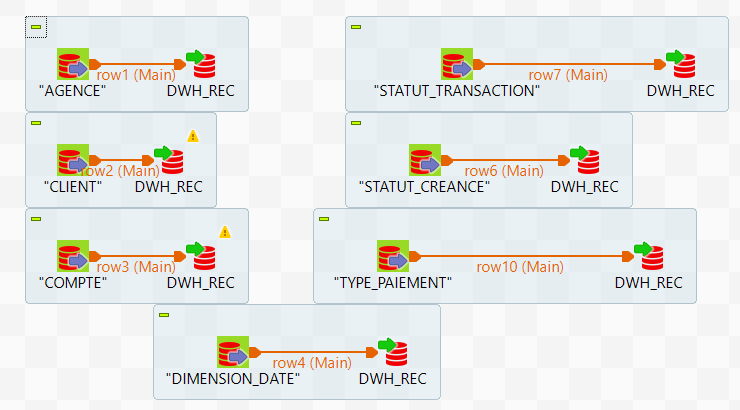 row1 (Main)
"AGENCE" DWH_REC
row7 (Main)
"STATUT_TRANSACTION" DWH_REC
row2 (Main)
"CLIENT" DWH_REC
row6 (Main)
"STATUT_CREANCE" DWH_REC
row3 (Main)
"COMPTE" DWH_REC
row10 (Main)
"TYPE_PAIEMENT" DWH_REC
row4 (Main)
"DIMENSION_DATE" DWH_REC